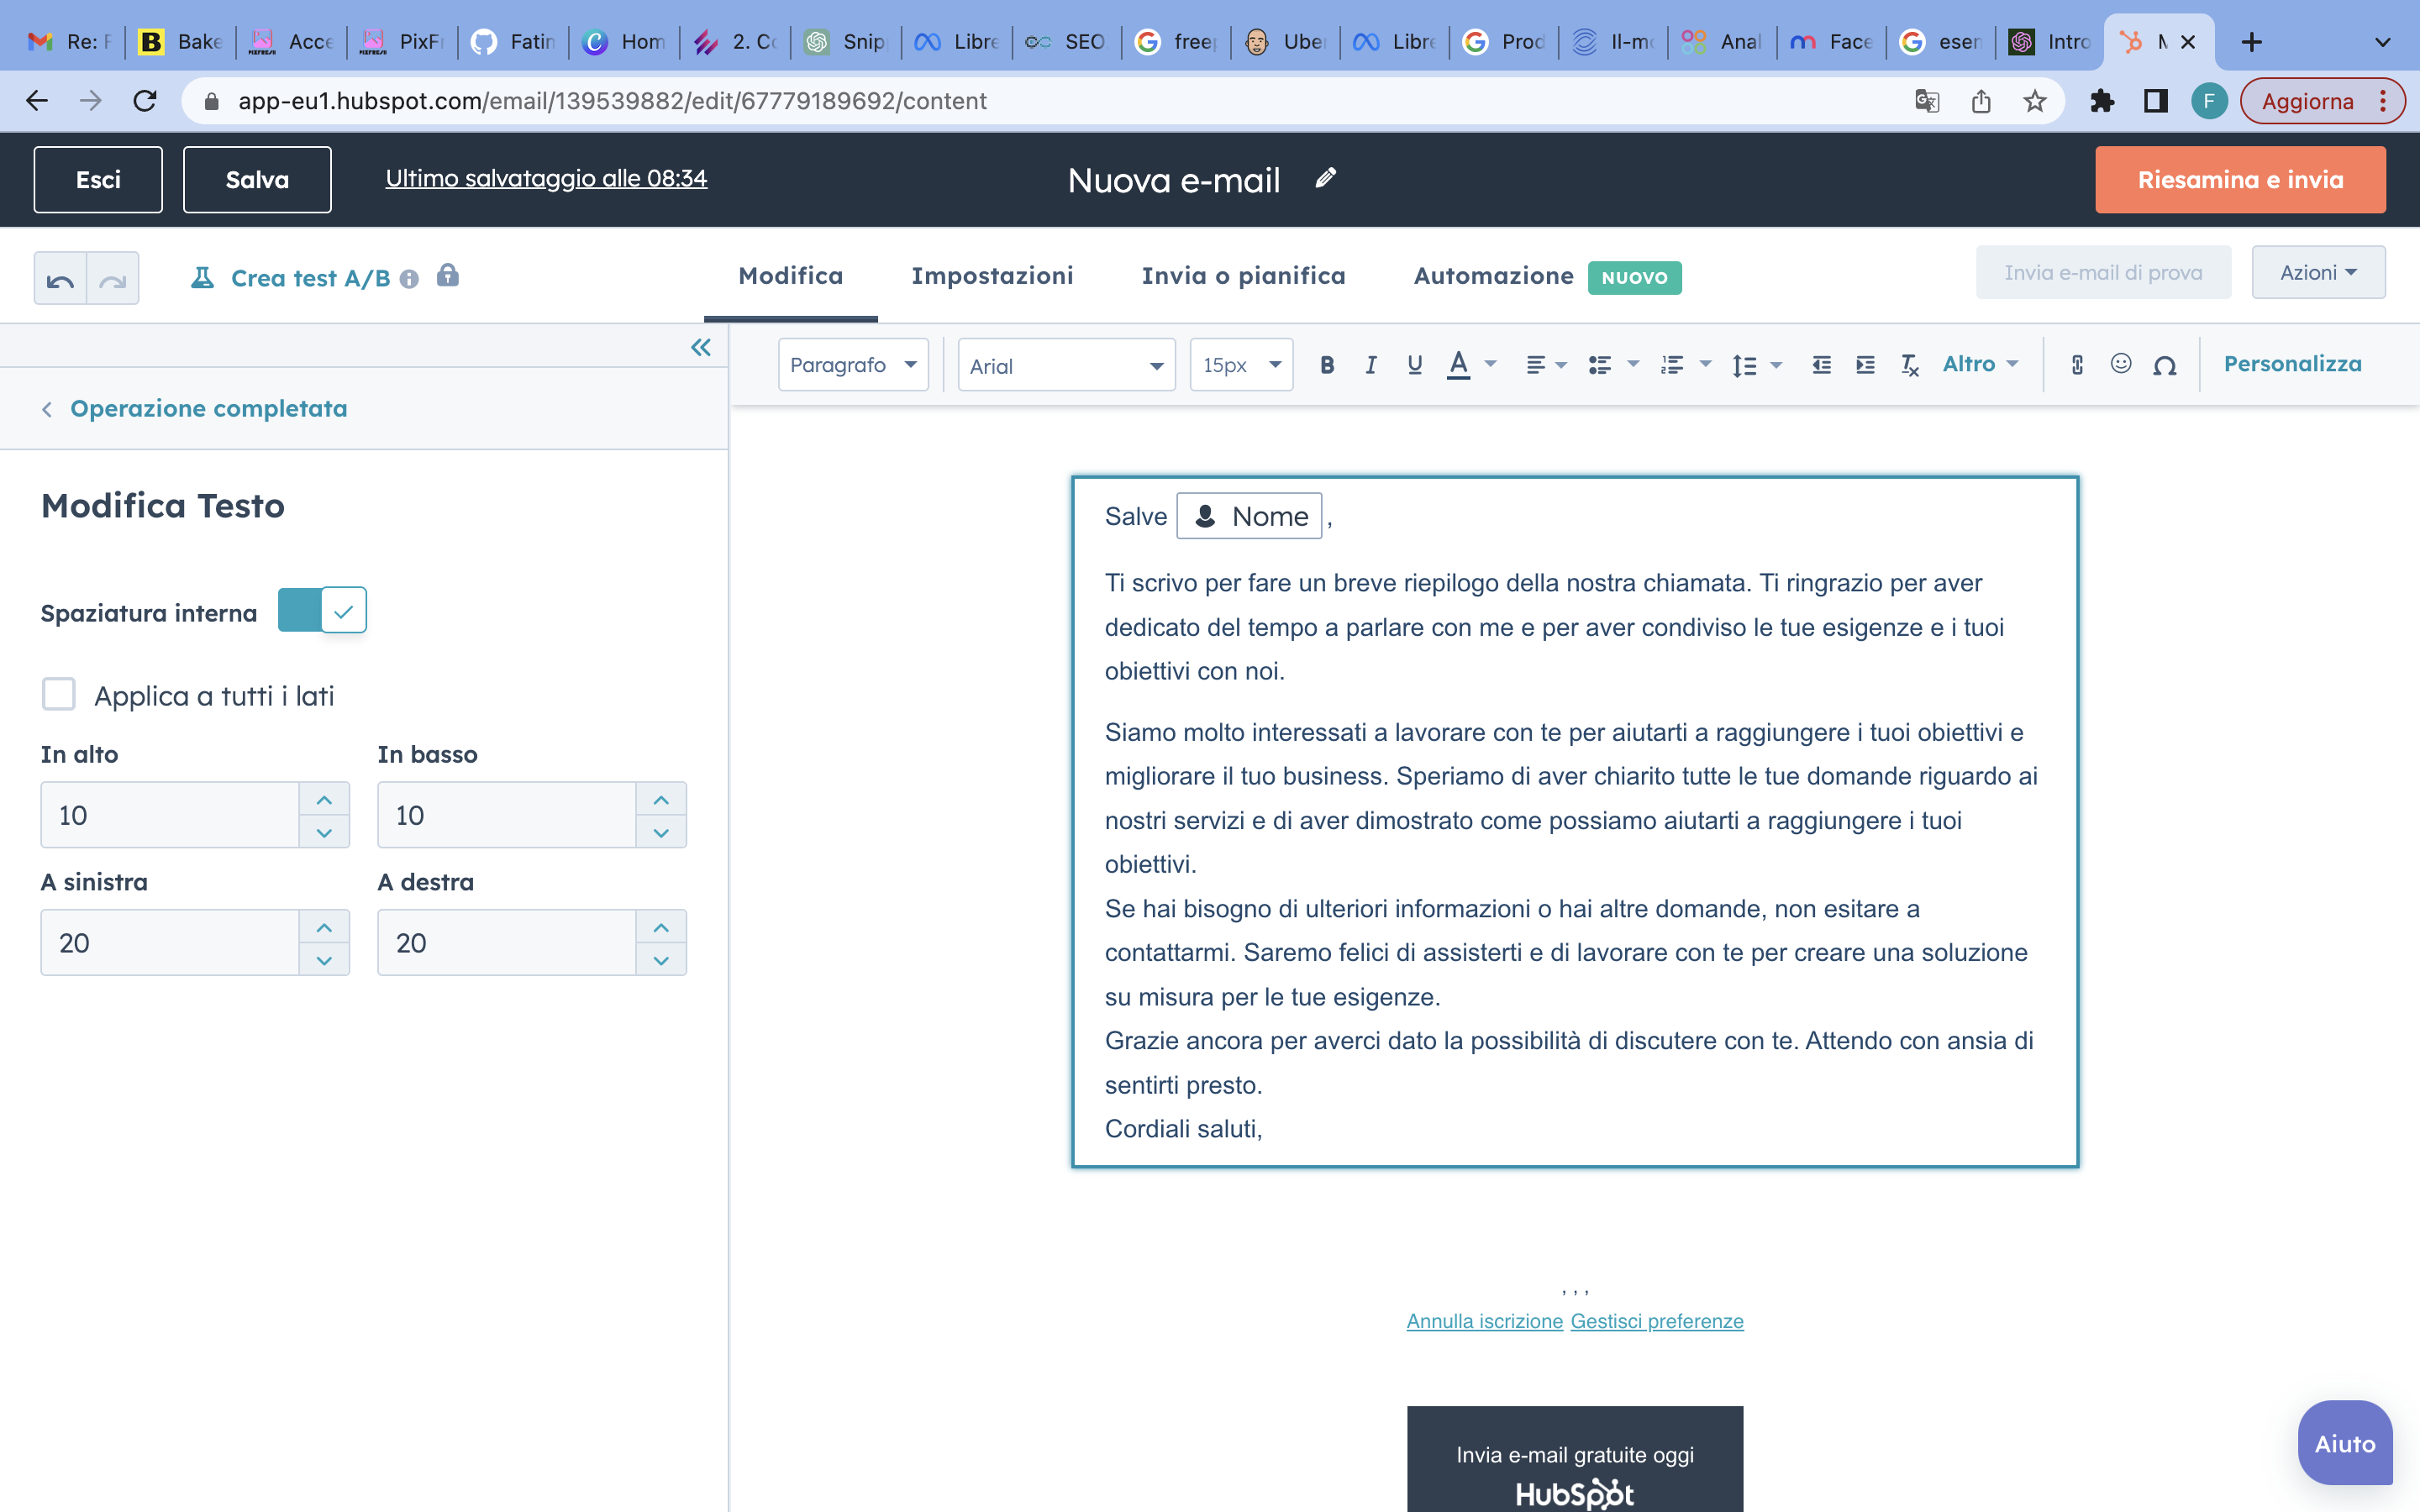 Re: F
Bake
Acce
PixFr
Fatin
Hom
2. Co
Snip
Libre
SEO
freep
Uber
Libre
Prod
Il-mo
Anal
Face
esen
Intro
app-eu1.hubspot.com/email/139539882/edit/67779189692/content
F
Aggiorna
Esci
Salva
Ultimo salvataggio alle 08:34
Nuova e-mail
Riesamina e invia
Crea test A/B
Modifica
Impostazioni
Invia o pianifica
Automazione
NUOVO
Invia e-mail di prova
Azioni
Paragrafo
Arial
15px
B I U A
Altro
Personalizza
Operazione completata
Modifica Testo
Spaziatura interna
Applica a tutti i lati
In alto
In basso
10
10
A sinistra
A destra
20
20
Salve Nome ,
Ti scrivo per fare un breve riepilogo della nostra chiamata. Ti ringrazio per aver
dedicato del tempo a parlare con me e per aver condiviso le tue esigenze e i tuoi
obiettivi con noi.
Siamo molto interessati a lavorare con te per aiutarti a raggiungere i tuoi obiettivi e
migliorare il tuo business. Speriamo di aver chiarito tutte le tue domande riguardo ai
nostri servizi e di aver dimostrato come possiamo aiutarti a raggiungere i tuoi
obiettivi.
Se hai bisogno di ulteriori informazioni o hai altre domande, non esitare a
contattarmi. Saremo felici di assisterti e di lavorare con te per creare una soluzione
su misura per le tue esigenze.
Grazie ancora per averci dato la possibilità di discutere con te. Attendo con ansia di
sentirti presto.
Cordiali saluti,
, , ,
Annulla iscrizione Gestisci preferenze
Invia e-mail gratuite oggi
HubSpot
Aiuto